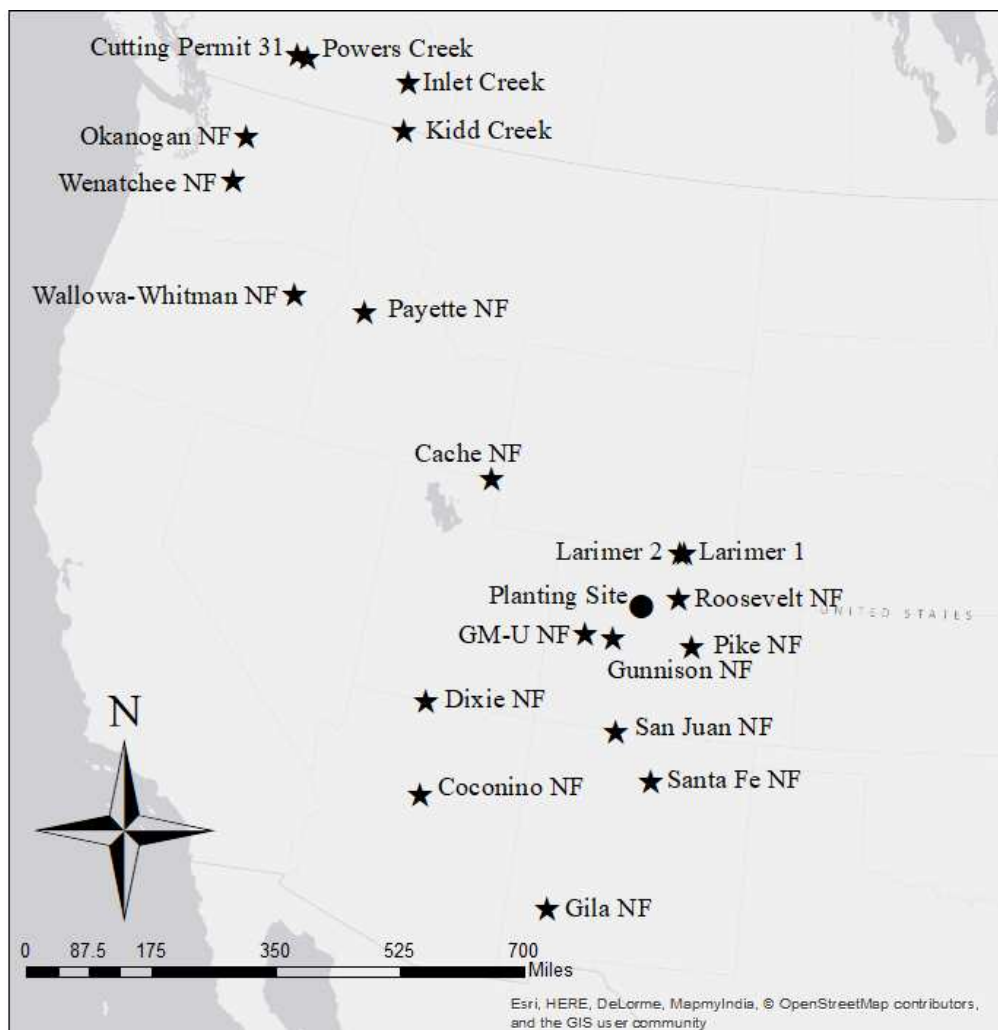 Cutting Permit 31
Powers Creek
Inlet Creek
Okanogan NF
Kidd Creek
Wenatchee NF
Wallowa-Whitman NF
Payette NF
Cache NF
Larimer 2
Larimer 1
Planting Site
Roosevelt NF
UNITED STATES
GM-U NF
Pike NF
Gunnison NF
Dixie NF
N
San Juan NF
Coconino NF
Santa Fe NF
Gila NF
0 87.5 175 350 525 700
Miles
Esri, HERE, DeLorme, MapmyIndia, © OpenStreetMap contributors,
and the GIS user community